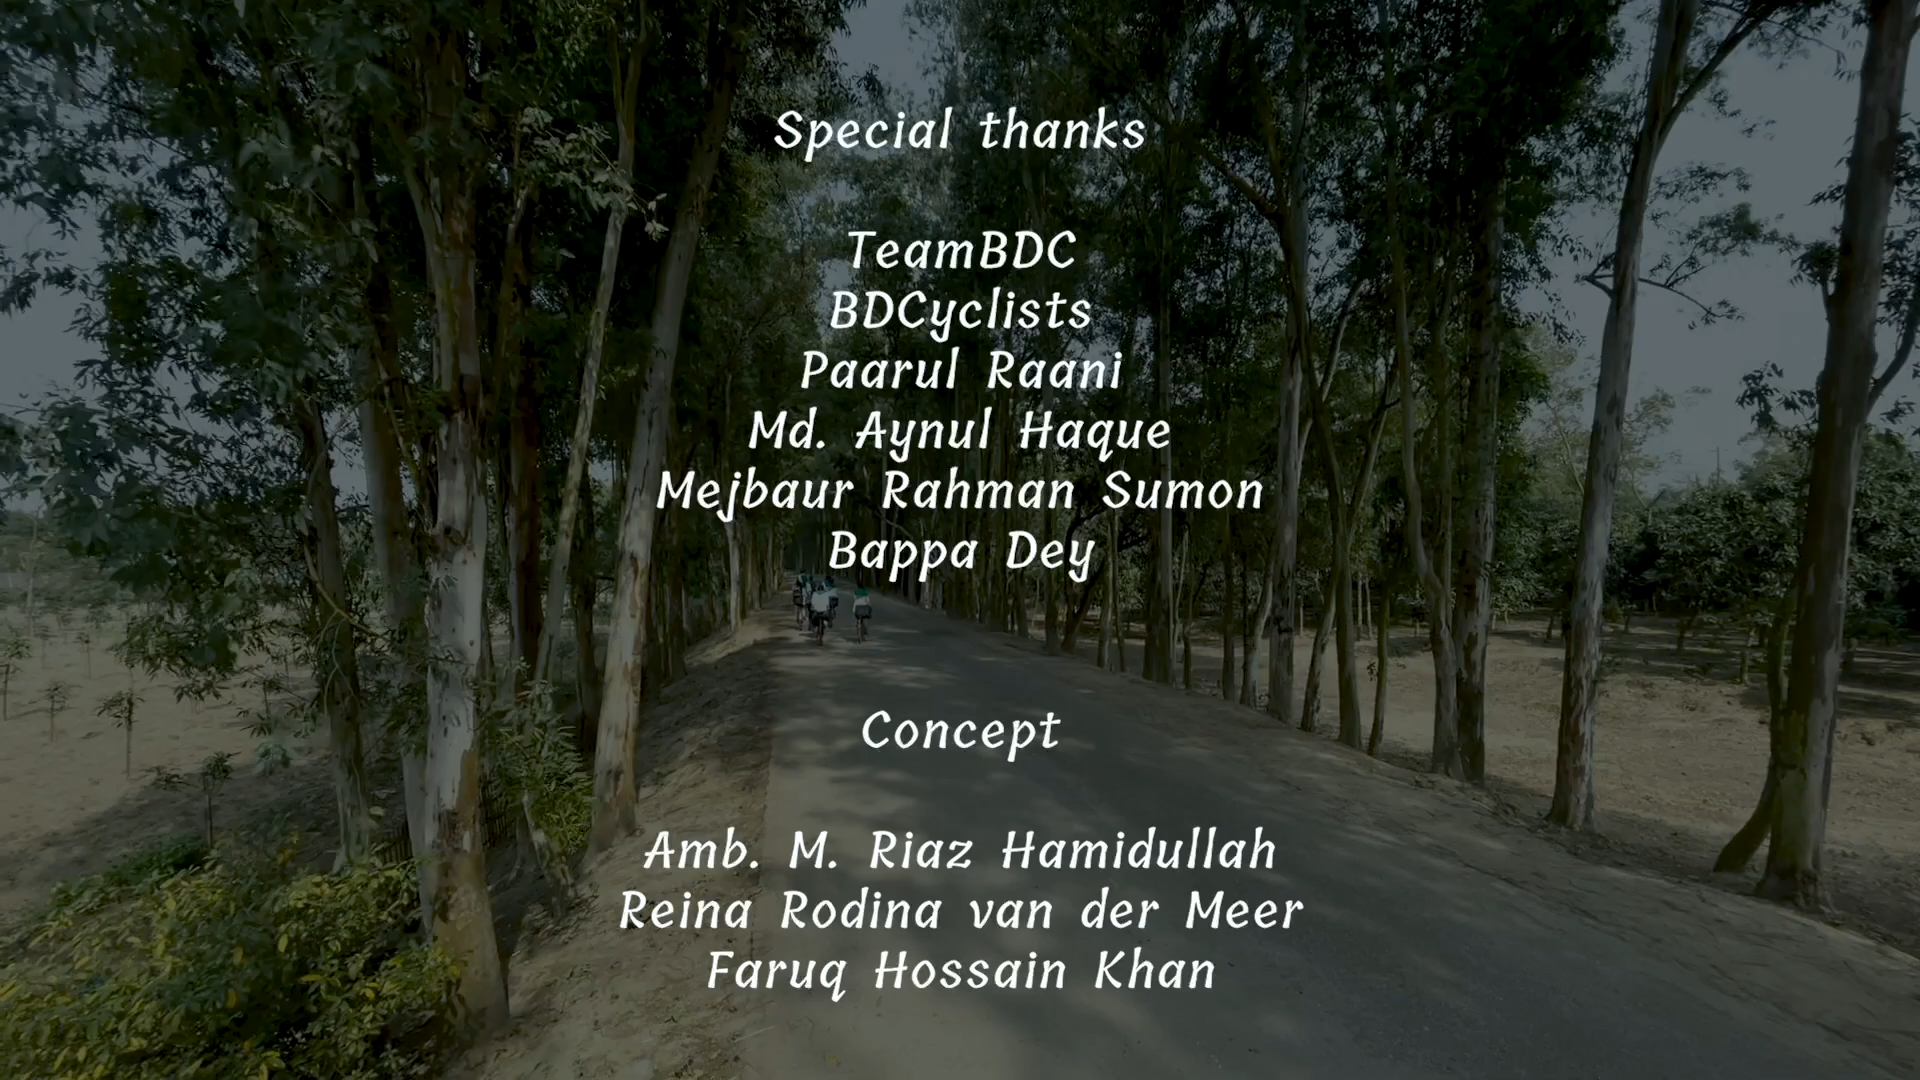 Special thanks
TeamBDC
BDCyclists
Paarul Raani
Md. Aynul Haque
Mejbaur Rahman Sumon
Bappa Dey
Concept
Amb. M. Riaz Hamidullah
Reina Rodina van der Meer
Faruq Hossain Khan